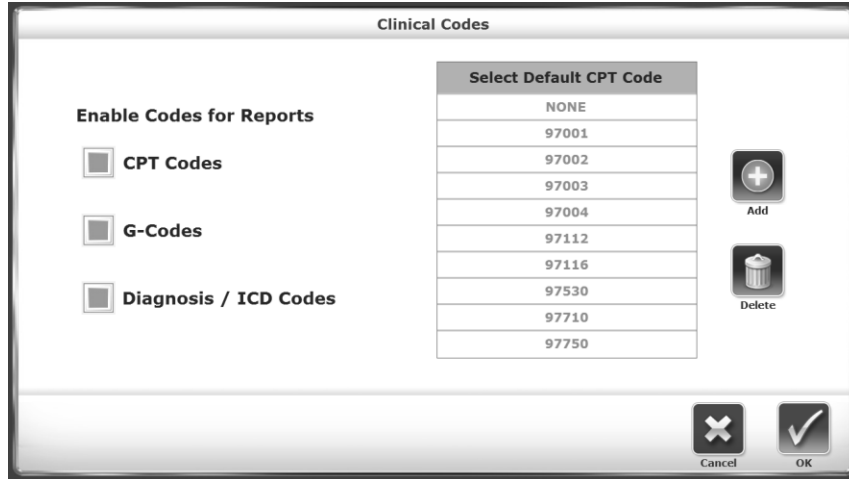 Clinical Codes
Enable Codes for Reports
CPT Codes
G-Codes
Diagnosis / ICD Codes
Select Default CPT Code
NONE
97001
97002
97003
97004
97112
97116
97530
97710
97750
Add
Delete
Cancel
OK